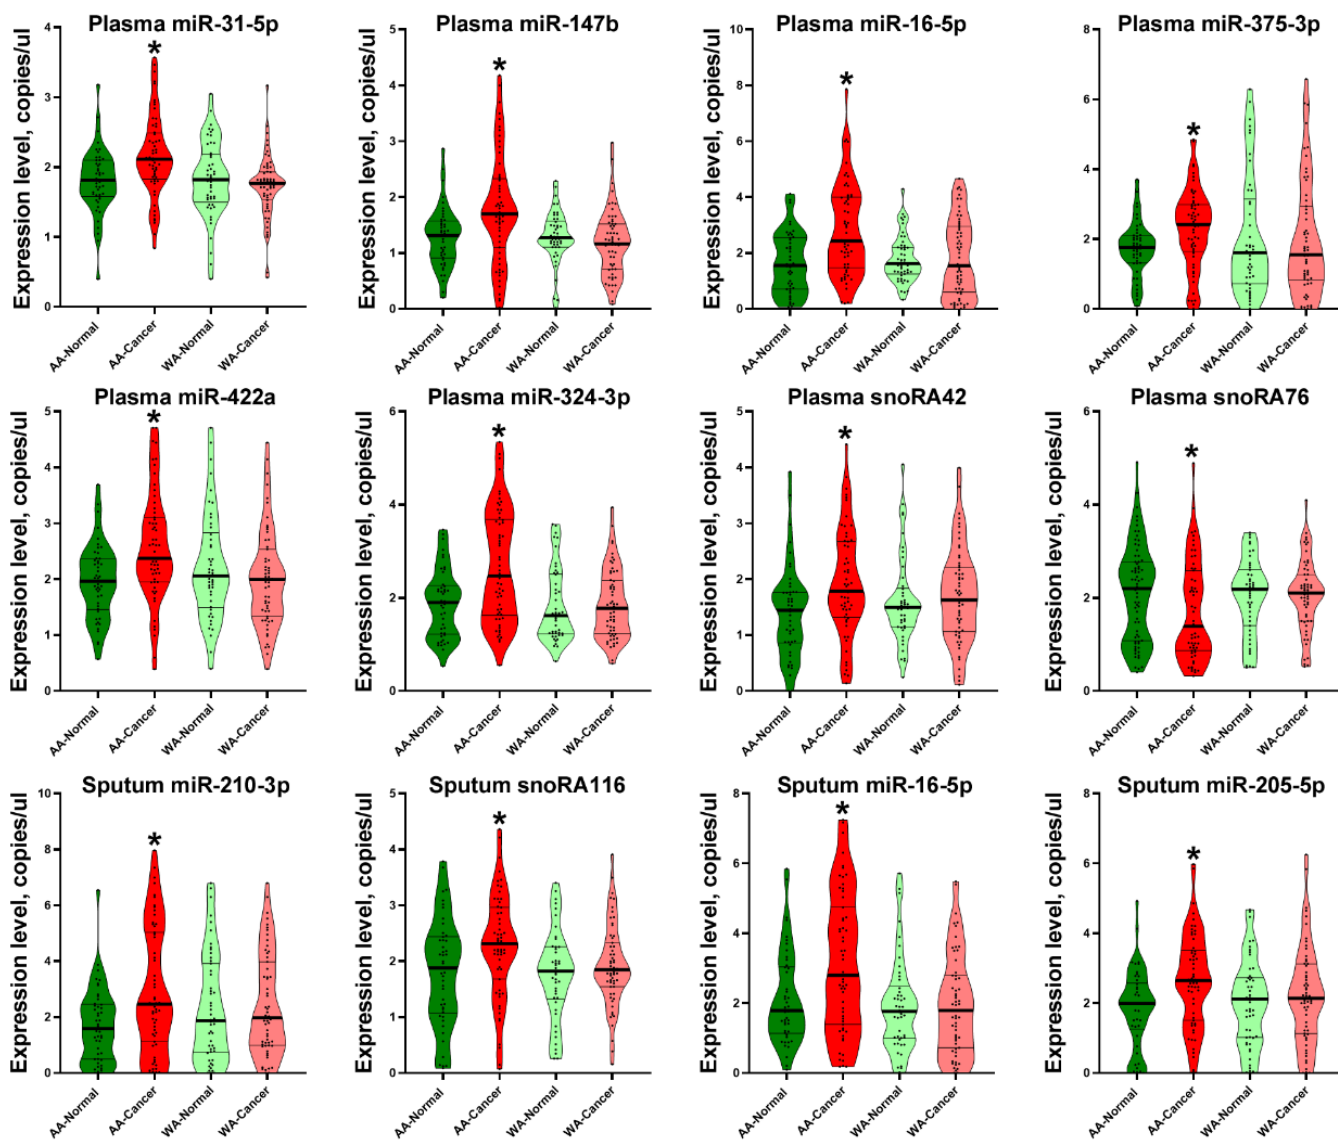 Plasma miR-31-5p
Expression level, copies/ul
4
3
2
1
0
*
AA-Normal
AA-Cancer
WA-Normal
WA-Cancer
Plasma miR-147b
Expression level, copies/ul
5
4
3
2
1
0
*
AA-Normal
AA-Cancer
WA-Normal
WA-Cancer
Plasma miR-16-5p
Expression level, copies/ul
10
8
6
4
2
0
*
AA-Normal
AA-Cancer
WA-Normal
WA-Cancer
Plasma miR-375-3p
Expression level, copies/ul
8
6
4
2
0
*
AA-Normal
AA-Cancer
WA-Normal
WA-Cancer
Plasma miR-422a
Expression level, copies/ul
5
4
3
2
1
0
*
AA-Normal
AA-Cancer
WA-Normal
WA-Cancer
Plasma miR-324-3p
Expression level, copies/ul
6
4
2
0
*
AA-Normal
AA-Cancer
WA-Normal
WA-Cancer
Plasma snoRA42
Expression level, copies/ul
5
3
2
1
0
*
AA-Normal
AA-Cancer
WA-Normal
WA-Cancer
Plasma snoRA76
Expression level, copies/ul
6
4
2
0
*
AA-Normal
AA-Cancer
WA-Normal
WA-Cancer
Sputum miR-210-3p
Expression level, copies/ul
10
8
6
4
2
0
*
AA-Normal
AA-Cancer
WA-Normal
WA-Cancer
Sputum snoRA116
Expression level, copies/ul
5
4
3
2
1
0
*
AA-Normal
AA-Cancer
WA-Normal
WA-Cancer
Sputum miR-16-5p
Expression level, copies/ul
8
6
4
2
0
*
AA-Normal
AA-Cancer
WA-Normal
WA-Cancer
Sputum miR-205-5p
Expression level, copies/ul
8
6
4
2
0
*
AA-Normal
AA-Cancer
WA-Normal
WA-Cancer